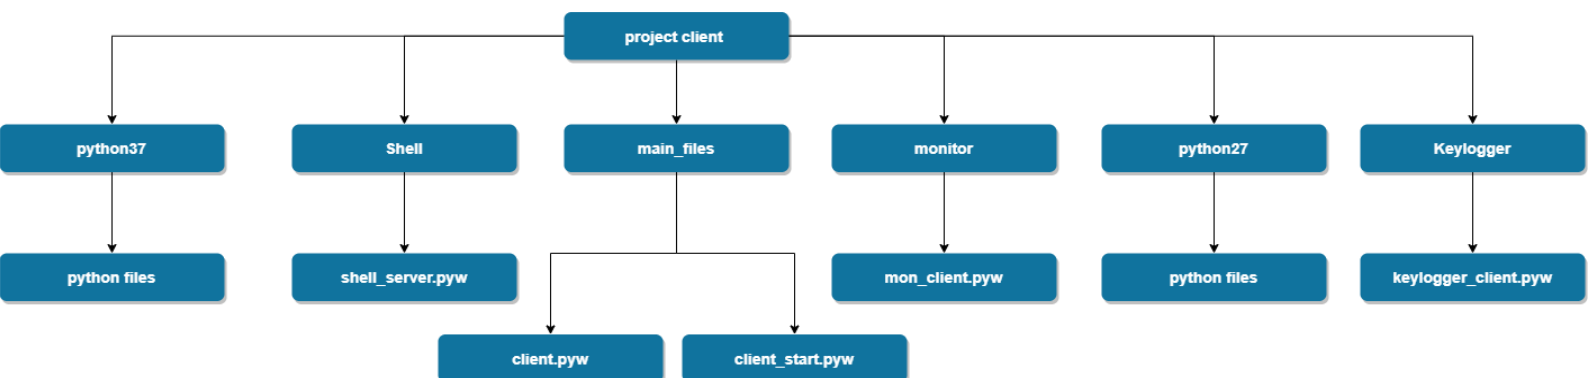 project client
python37
Shell
main_files
monitor
python27
Keylogger
python files
shell_server.pyw
mon_client.pyw
python files
keylogger_client.pyw
client.pyw
client_start.pyw